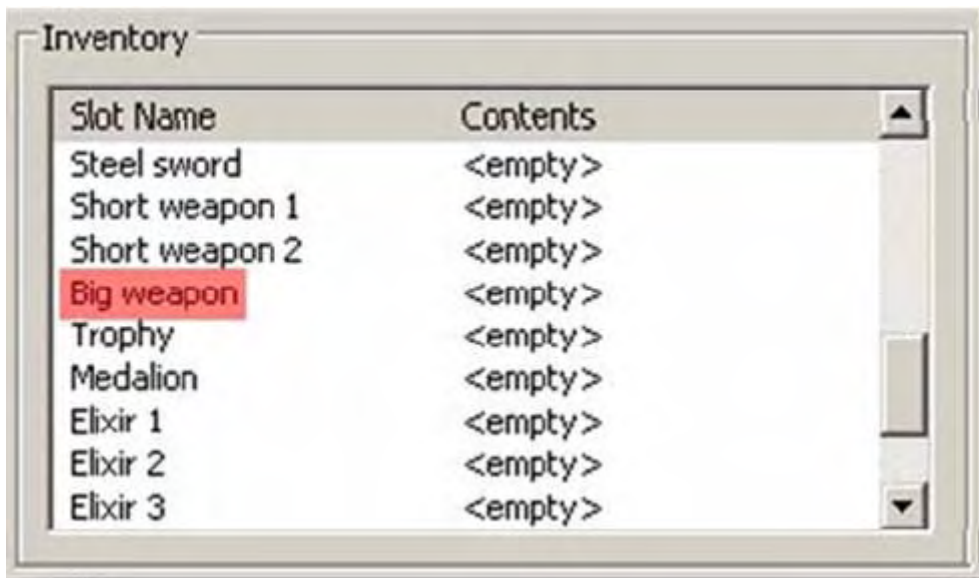 Inventory
Slot Name Contents
Steel sword <empty>
Short weapon 1 <empty>
Short weapon 2 <empty>
Big weapon <empty>
Trophy <empty>
Medalion <empty>
Elixir 1 <empty>
Elixir 2 <empty>
Elixir 3 <empty>